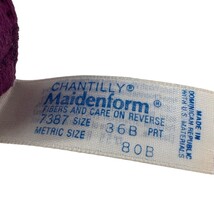 CHANTILLY®
Maidenform®
FIBERS AND CARE ON REVERSE
7387 SIZE 36B PRT
METRIC SIZE 80B
MADE IN
DOMINICAN REPUBLIC
WITH U.S. MATERIALS